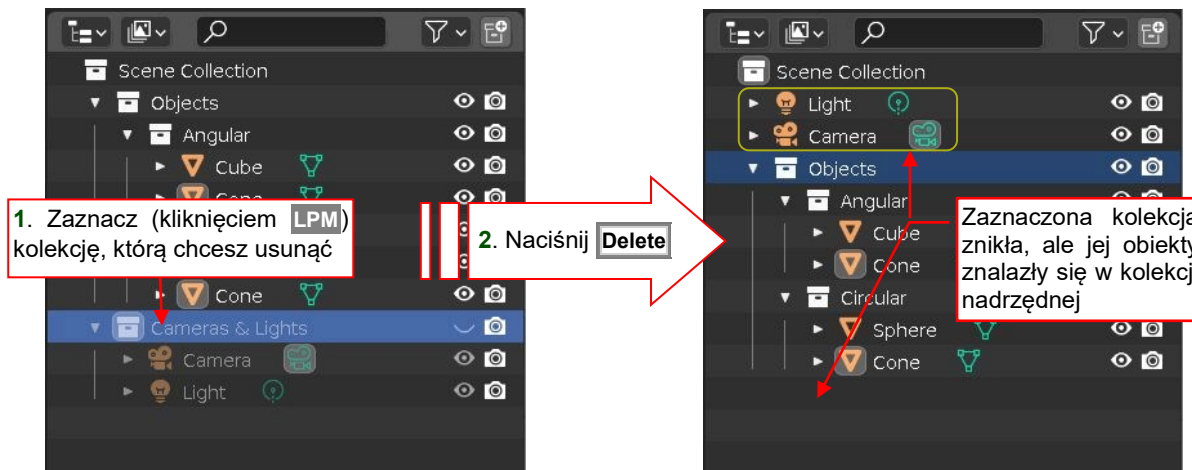 Scene Collection
Objects
Angular
Cube
Cone
1. Zaznacz (kliknięciem LPM)
kolekcję, którą chcesz usunąć
Cone
Cameras & Lights
Camera
Light
2. Naciśnij Delete
Scene Collection
Light
Camera
Objects
Angular
Cube
Cone
Circular
Sphere
Cone
Zaznaczona kolekcja
znikła, ale jej obiekty
znalazły się w kolekcji
nadrzędnej